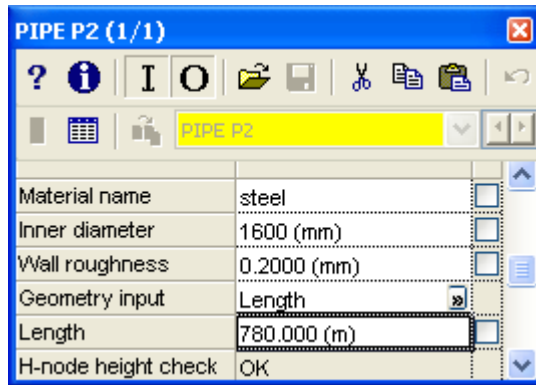 PIPE P2 (1/1)
? i I O
PIPE P2
Material name steel
Inner diameter 1600 (mm)
Wall roughness 0.2000 (mm)
Geometry input Length »
Length 780.000 (m)
H-node height check OK